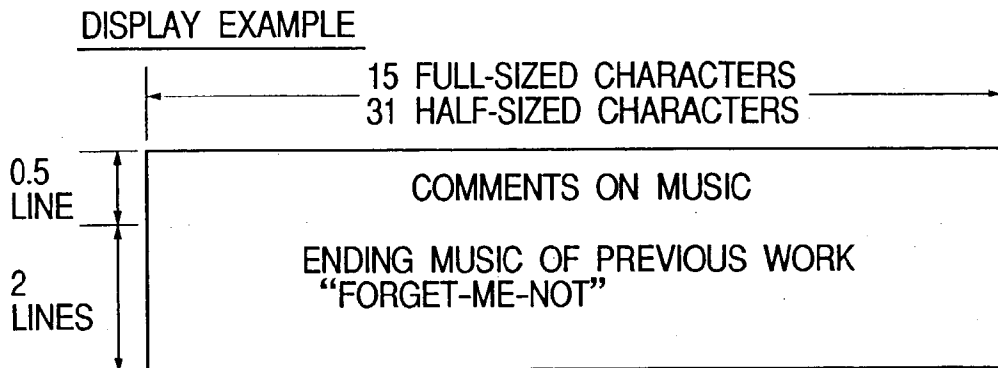 DISPLAY EXAMPLE
15 FULL-SIZED CHARACTERS
31 HALF-SIZED CHARACTERS
0.5
LINE
COMMENTS ON MUSIC
2
LINES
ENDING MUSIC OF PREVIOUS WORK
“FORGET-ME-NOT”